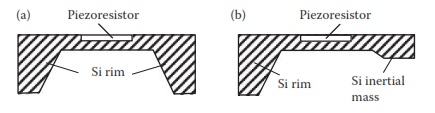 (a) Piezoresistor
Si rim
(b) Piezoresistor
Si rim
Si inertial
mass